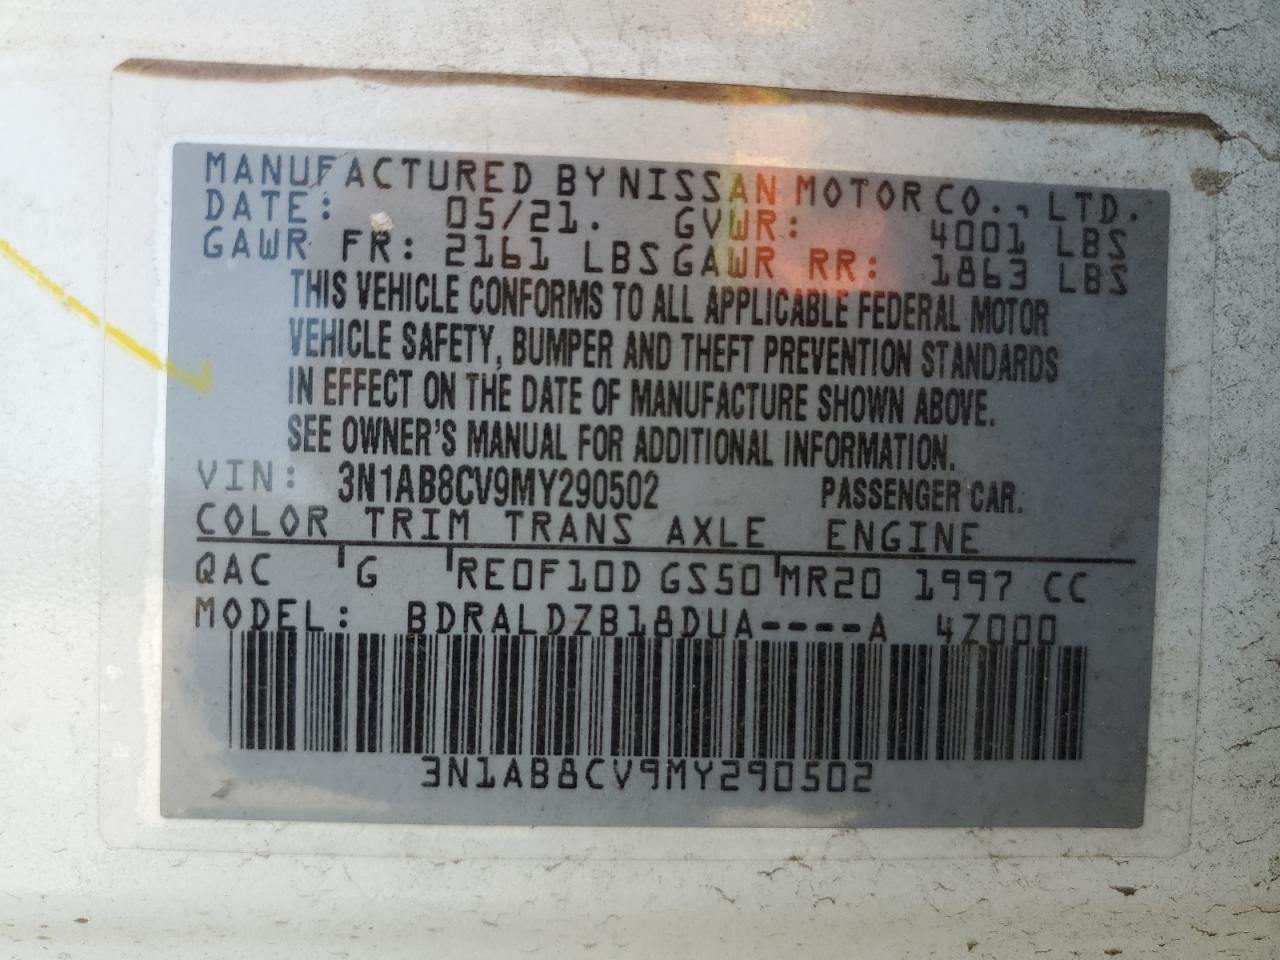 MANUFACTURED BY NISSAN MOTOR CO., LTD.
DATE: 05/21. GVWR: 4001 LBS
GAWR FR: 2161 LBS GAWR RR: 1863 LBS
THIS VEHICLE CONFORMS TO ALL APPLICABLE FEDERAL MOTOR
VEHICLE SAFETY, BUMPER AND THEFT PREVENTION STANDARDS
IN EFFECT ON THE DATE OF MANUFACTURE SHOWN ABOVE.
SEE OWNER'S MANUAL FOR ADDITIONAL INFORMATION.
VIN: 3N1AB8CV9MY290502 PASSENGER CAR.
COLOR TRIM TRANS AXLE ENGINE
QAC G RE0F10D GS50 MR20 1997 CC
MODEL: BDRALDZB18DUA----A 4Z000
3N1AB8CV9MY290502